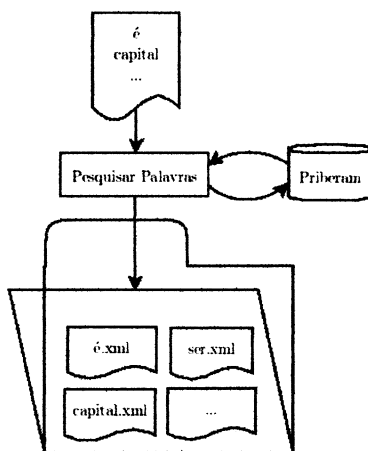 é
capital
...
Pesquisar Palavras
Priberam
é.xml
ser.xml
capital.xml
...